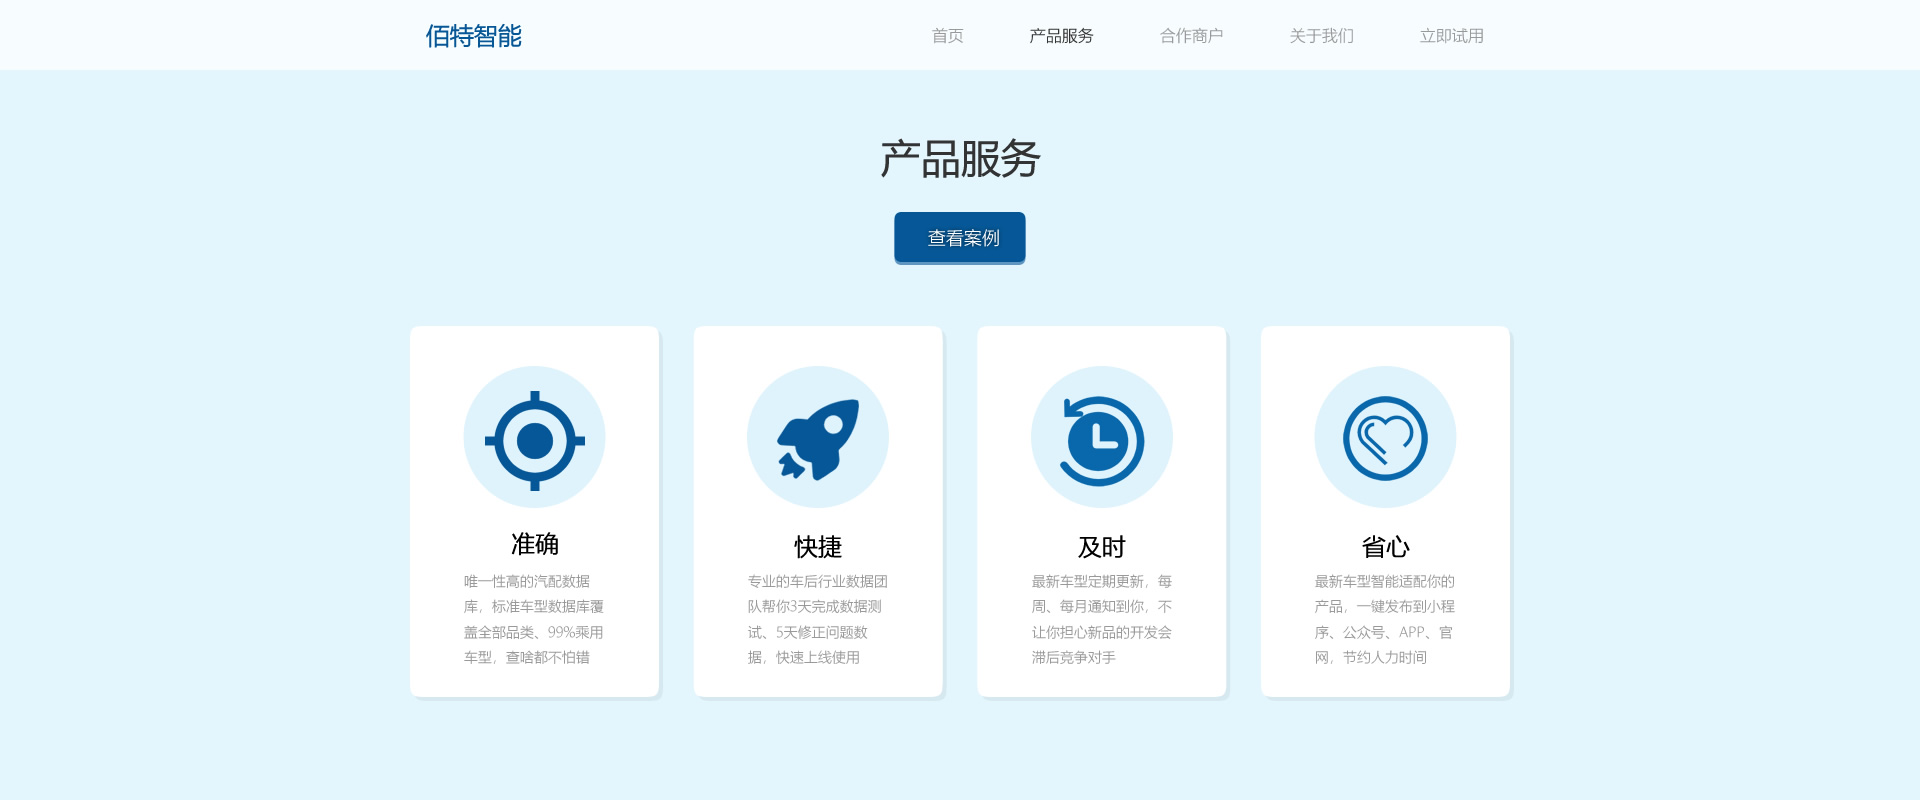 佰特智能
首页
产品服务
合作商户
关于我们
立即试用
产品服务
查看案例
准确
唯一性高的汽配数据
库，标准车型数据库覆
盖全部品类、99%乘用
车型，查啥都不怕错
快捷
专业的车后行业数据团
队帮你3天完成数据测
试、5天修正问题数
据，快速上线使用
及时
最新车型定期更新，每
周、每月通知到你，不
让你担心新品的开发会
滞后竞争对手
省心
最新车型智能适配你的
产品，一键发布到小程
序、公众号、APP、官
网，节约人力时间